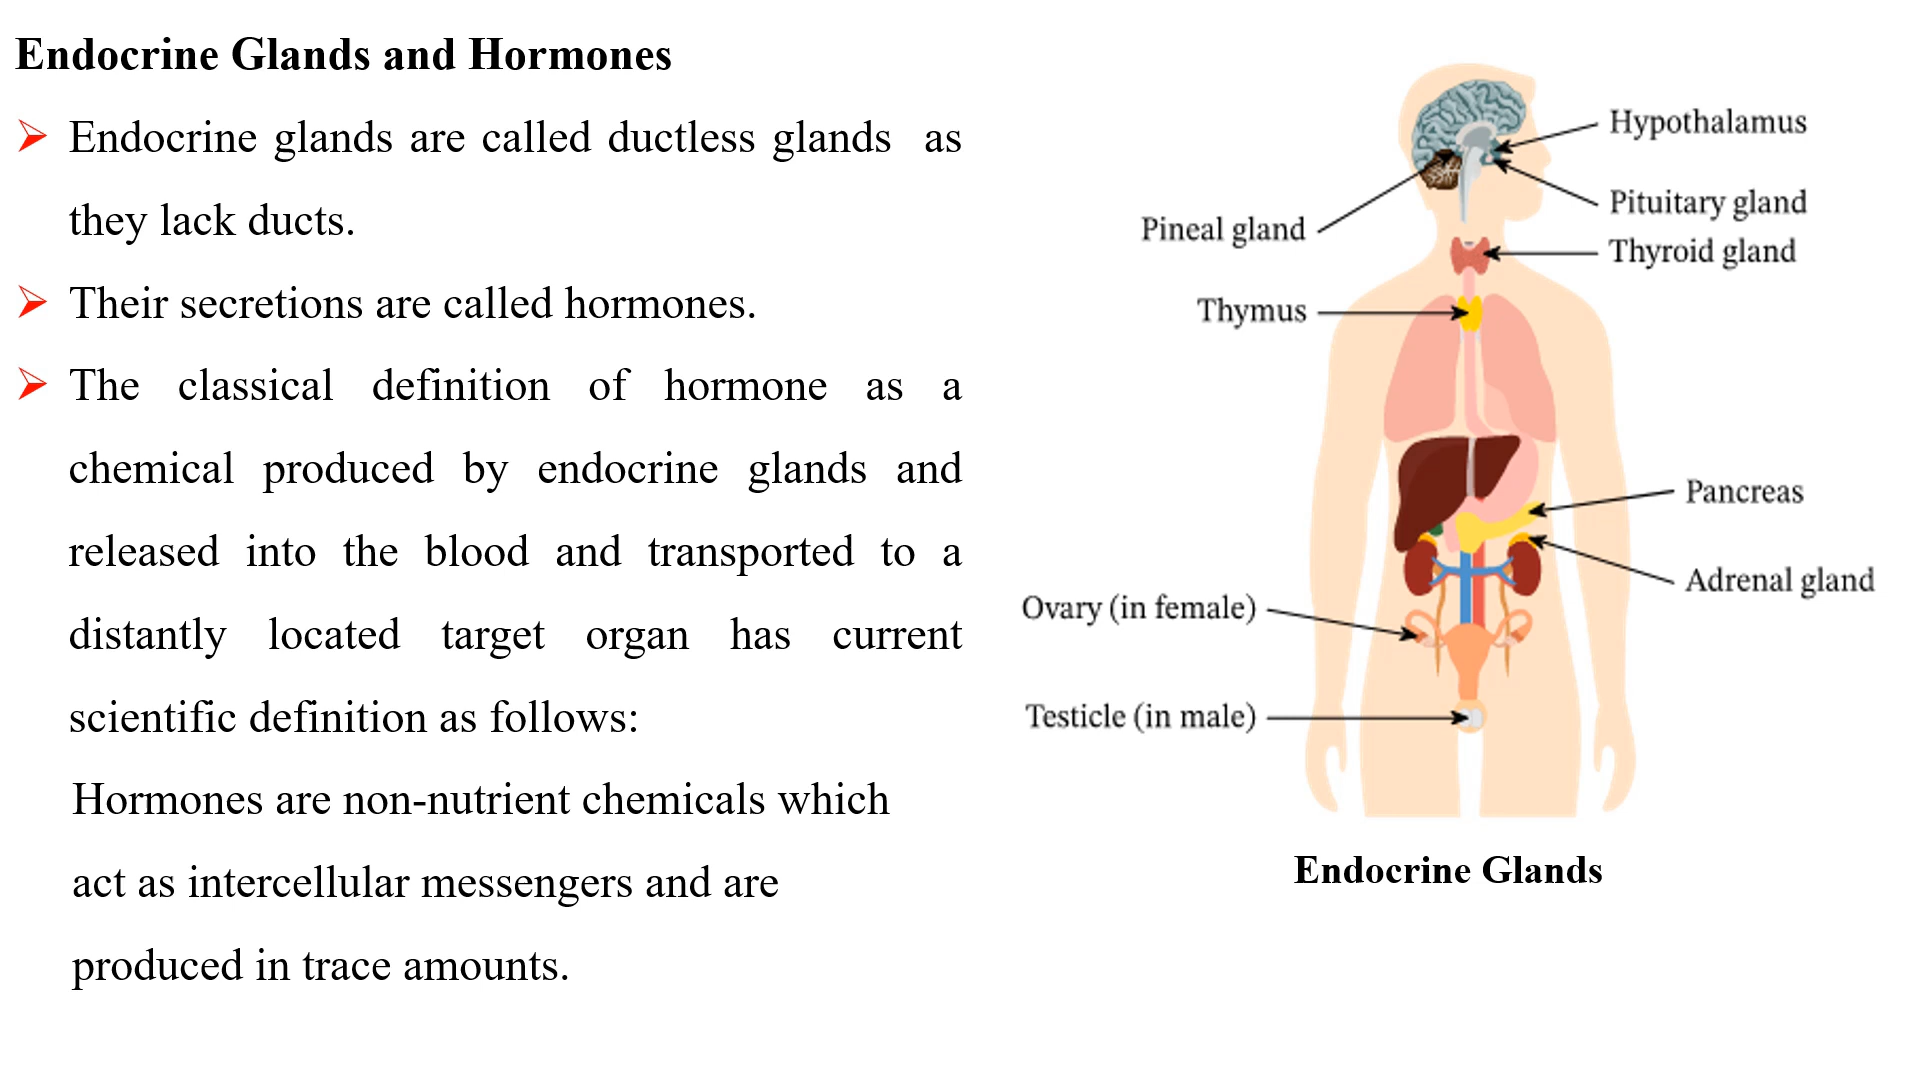 Endocrine Glands and Hormones
Endocrine glands are called ductless glands as
they lack ducts.
Their secretions are called hormones.
The classical definition of hormone as a
chemical produced by endocrine glands and
released into the blood and transported to a
distantly located target organ has current
scientific definition as follows:
Hormones are non-nutrient chemicals which
act as intercellular messengers and are
produced in trace amounts.
Hypothalamus
Pituitary gland
Pineal gland
Thyroid gland
Thymus
Pancreas
Adrenal gland
Ovary (in female)
Testicle (in male)
Endocrine Glands